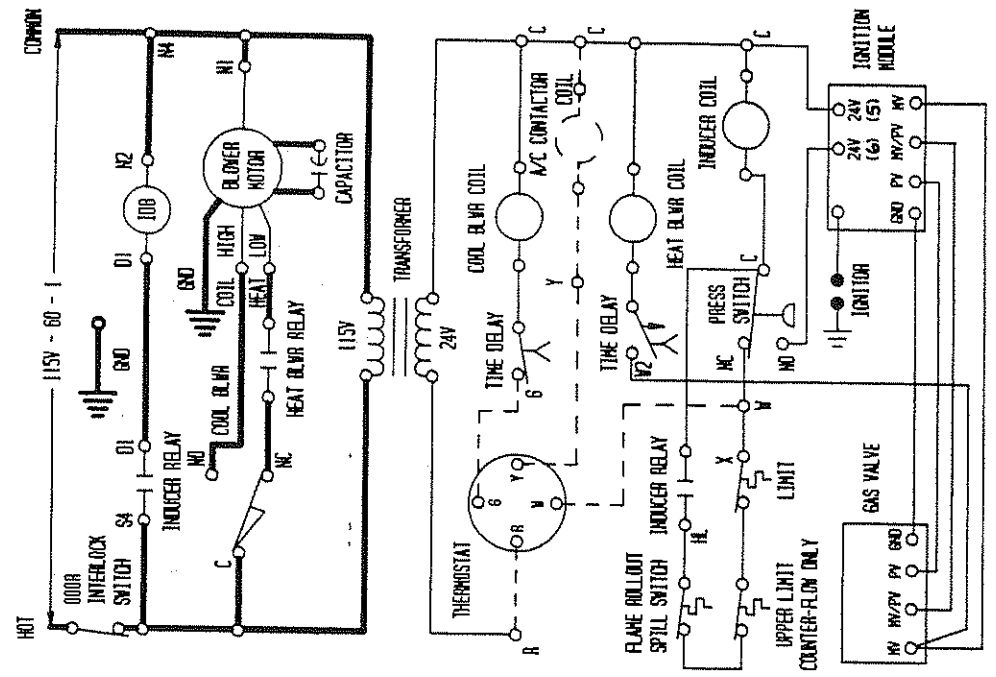 HOT
115V - 60 - 1
COMMON
DOOR
INTERLOCK
SWITCH
GND
S4
D1
INDUCER RELAY
D1
IDB
N2
N4
NO
COOL BLWR
COIL
HIGH
GND
BLOWER
MOTOR
N1
C
NC
HEAT BLWR RELAY
HEAT
LOW
CAPACITOR
115V
TRANSFORMER
24V
R
THERMOSTAT
R
G
Y
W
G
TIME DELAY
COOL BLWR COIL
C
Y
A/C CONTACTOR
COIL
C
W2
TIME DELAY
HEAT BLWR COIL
FLAME ROLLOUT
SPILL SWITCH
HL
INDUCER RELAY
PRESS
SWITCH
NC
NO
C
INDUCER COIL
C
UPPER LIMIT
COUNTER-FLOW ONLY
LIMIT
X
W
IGNITOR
IGNITION
MODULE
24V
(6)
24V
(5)
GND
PV
MV/PV
MV
GAS VALVE
MV
MV/PV
PV
GND